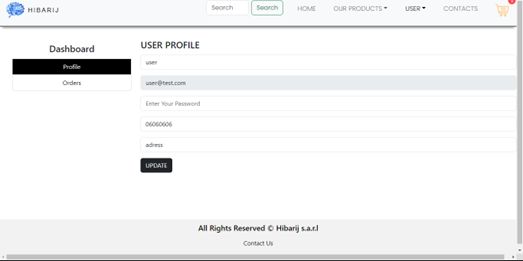 HIBARIJ
Search Search HOME OUR PRODUCTS USER CONTACTS
Dashboard
Profile
Orders
USER PROFILE
user
user@test.com
Enter Your Password
06060606
adress
UPDATE
All Rights Reserved © Hibarij s.a.r.l
Contact Us